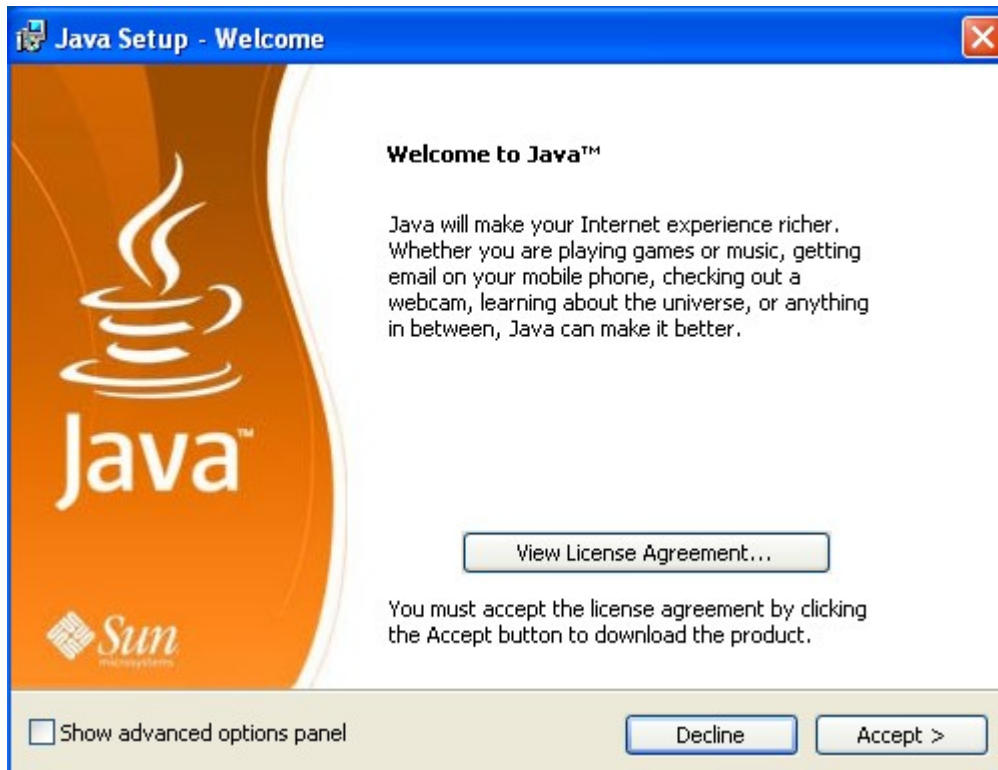 Java Setup - Welcome
Welcome to Java™
Java will make your Internet experience richer.
Whether you are playing games or music, getting
email on your mobile phone, checking out a
webcam, learning about the universe, or anything
in between, Java can make it better.
Java™
View License Agreement...
You must accept the license agreement by clicking
the Accept button to download the product.
Sun
microsystems
Show advanced options panel
Decline
Accept >